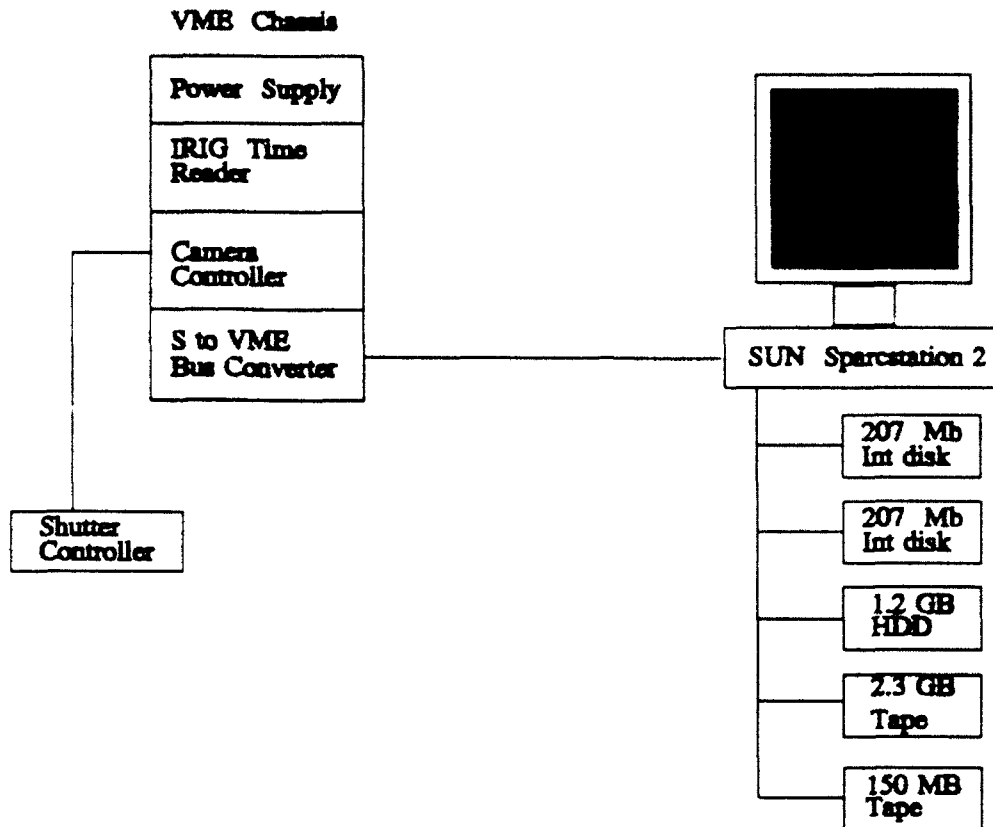 VME Chassis
Power Supply
IRIG Time
Reader
Camera
Controller
S to VME
Bus Converter
SUN Sparcstation 2
207 Mb
Int disk
207 Mb
Int disk
1.2 GB
HDD
2.3 GB
Tape
150 MB
Tape
Shutter
Controller